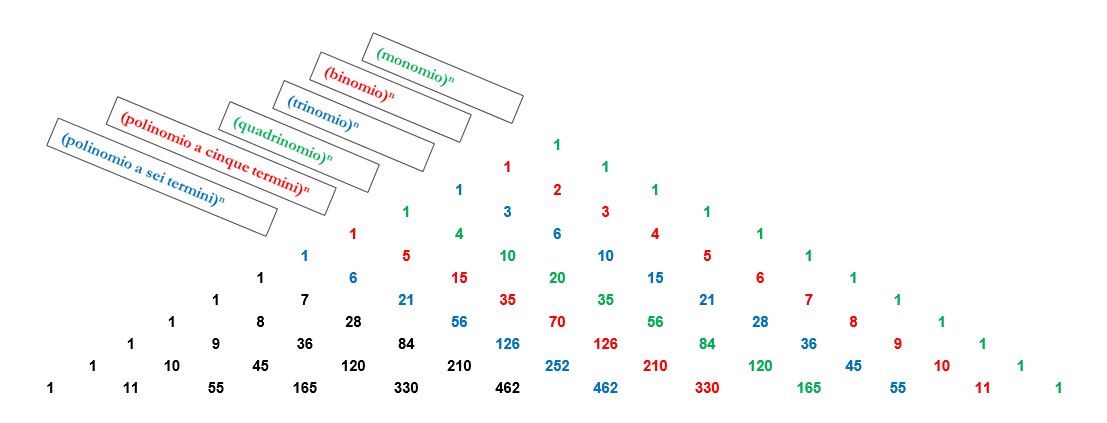 (monomio)ⁿ
(binomio)ⁿ
(trinomio)ⁿ
(quadrinomio)ⁿ
(polinomio a cinque termini)ⁿ
(polinomio a sei termini)ⁿ
1
1 1
1 2 1
1 3 3 1
1 4 6 4 1
1 5 10 10 5 1
1 6 15 20 15 6 1
1 7 21 35 35 21 7 1
1 8 28 56 70 56 28 8 1
1 9 36 84 126 126 84 36 9 1
1 10 45 120 210 252 210 120 45 10 1
1 11 55 165 330 462 462 330 165 55 11 1